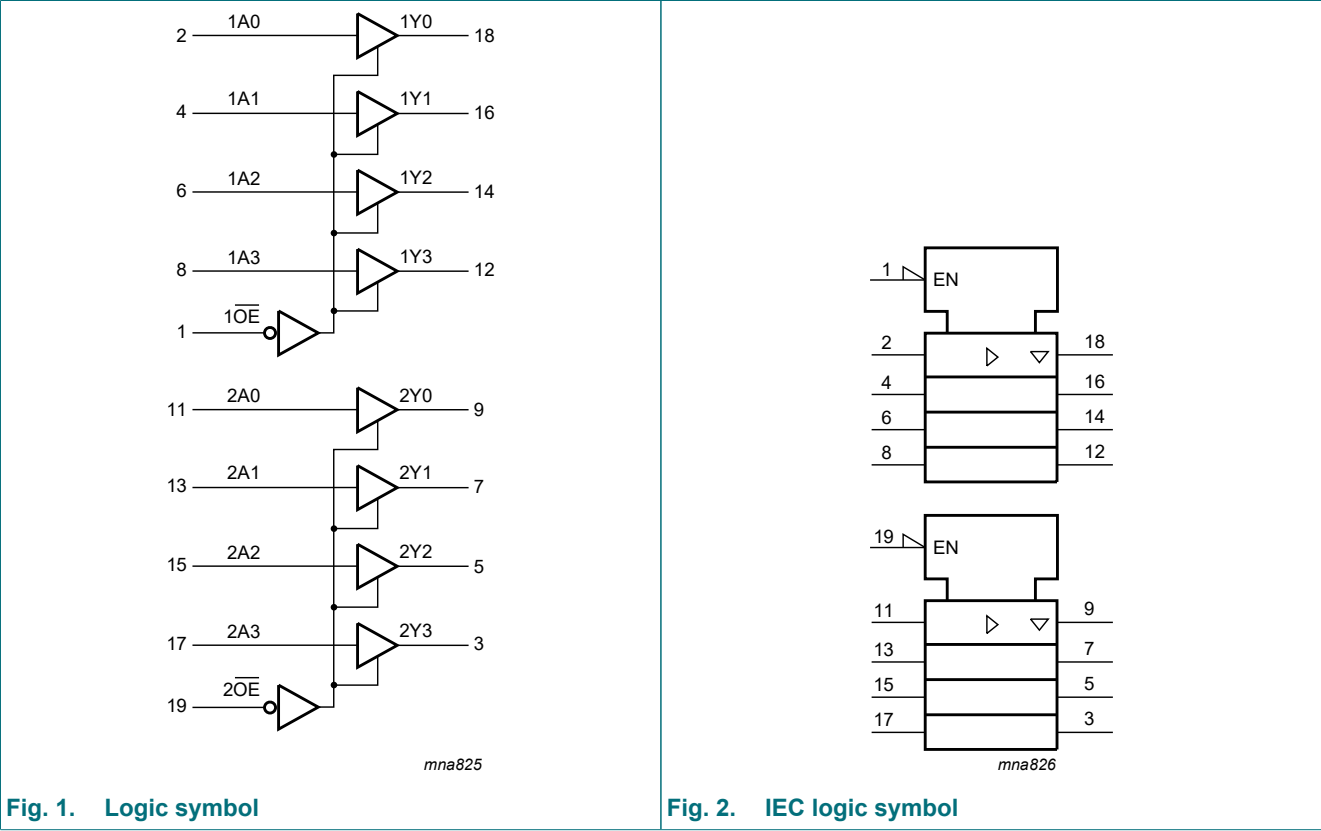 2 1A0 1Y0 18
4 1A1 1Y1 16
6 1A2 1Y2 14
8 1A3 1Y3 12
1 1O̅E̅
11 2A0 2Y0 9
13 2A1 2Y1 7
15 2A2 2Y2 5
17 2A3 2Y3 3
19 2O̅E̅
mna825
Fig. 1. Logic symbol
1 EN
2 18
4 16
6 14
8 12
19 EN
11 9
13 7
15 5
17 3
mna826
Fig. 2. IEC logic symbol